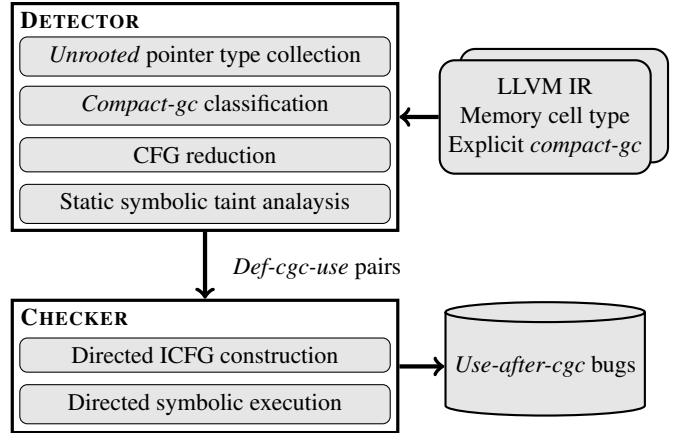 DETECTOR
Unrooted pointer type collection
Compact-gc classification
CFG reduction
Static symbolic taint analaysis
LLVM IR
Memory cell type
Explicit compact-gc
Def-cgc-use pairs
CHECKER
Directed ICFG construction
Directed symbolic execution
Use-after-cgc bugs